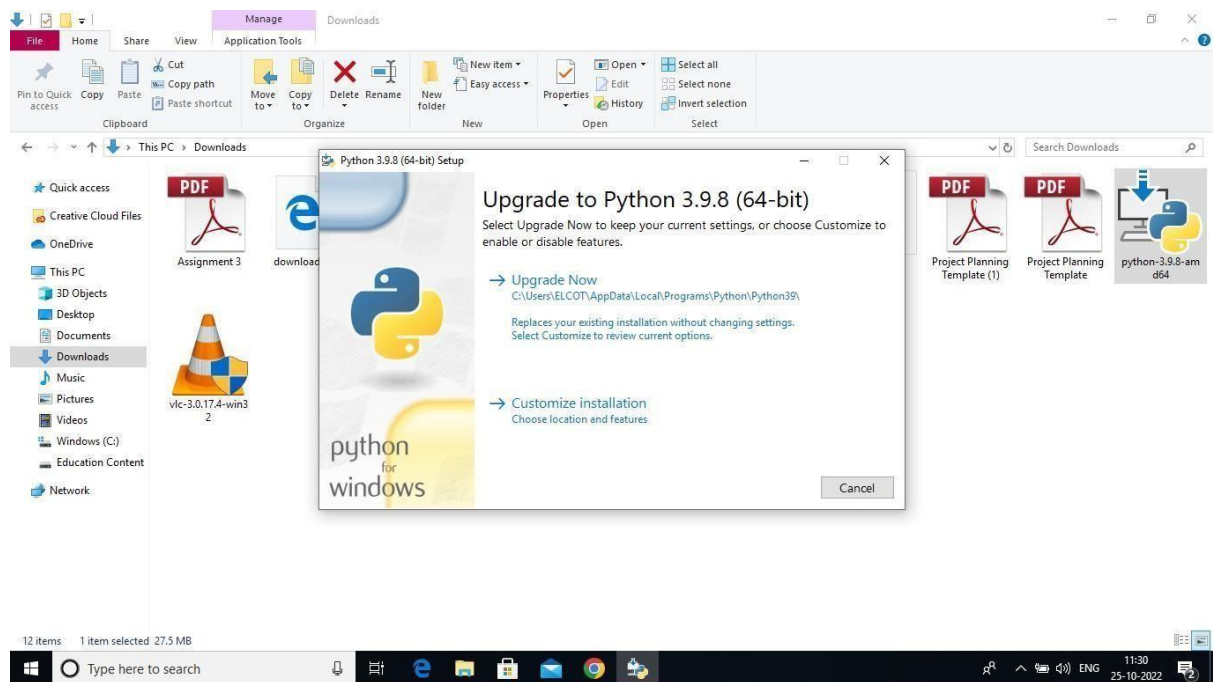 Manage
Downloads
File Home Share View Application Tools
Pin to Quick access
Copy
Paste
Cut
Copy path
Paste shortcut
Clipboard
Move to
Copy to
Delete
Rename
Organize
New folder
New item
Easy access
New
Properties
Open
Edit
History
Open
Select all
Select none
Invert selection
Select
This PC > Downloads
Search Downloads
Quick access
Creative Cloud Files
OneDrive
This PC
3D Objects
Desktop
Documents
Downloads
Music
Pictures
Videos
Windows (C:)
Education Content
Network
PDF
Assignment 3
download
vlc-3.0.17.4-win3
2
Python 3.9.8 (64-bit) Setup
Upgrade to Python 3.9.8 (64-bit)
Select Upgrade Now to keep your current settings, or choose Customize to
enable or disable features.
Upgrade Now
C:\Users\ELCOT\AppData\Local\Programs\Python\Python39\
Replaces your existing installation without changing settings.
Select Customize to review current options.
Customize installation
Choose location and features
python
for
windows
Cancel
PDF
Project Planning
Template (1)
PDF
Project Planning
Template
python-3.9.8-am
d64
12 items 1 item selected 27.5 MB
Type here to search
ENG
11:30
25-10-2022
2